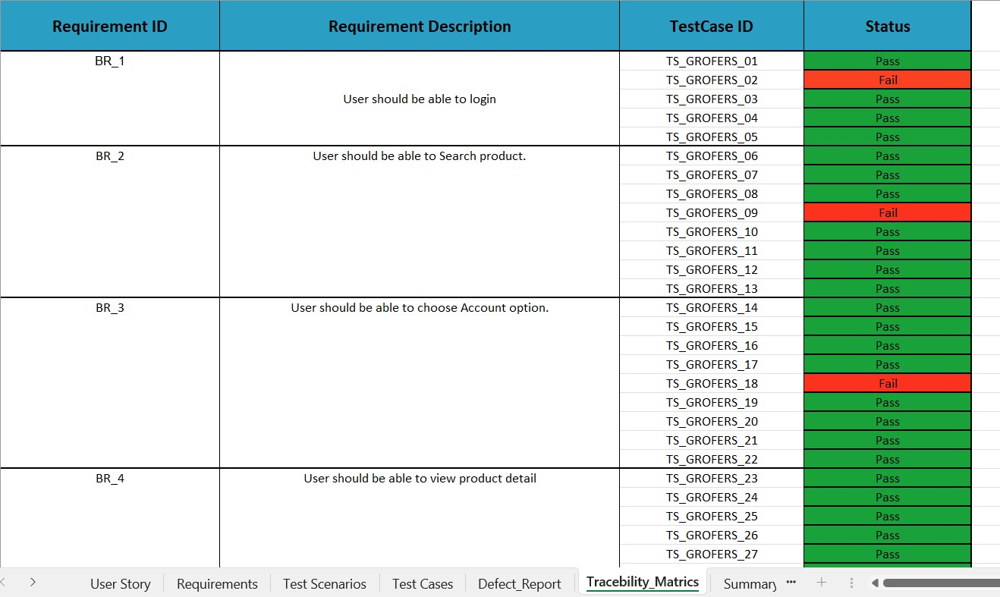 Requirement ID Requirement Description TestCase ID Status
BR_1 TS_GROFERS_01 Pass
TS_GROFERS_02 Fail
User should be able to login TS_GROFERS_03 Pass
TS_GROFERS_04 Pass
TS_GROFERS_05 Pass
BR_2 User should be able to Search product. TS_GROFERS_06 Pass
TS_GROFERS_07 Pass
TS_GROFERS_08 Pass
TS_GROFERS_09 Fail
TS_GROFERS_10 Pass
TS_GROFERS_11 Pass
TS_GROFERS_12 Pass
TS_GROFERS_13 Pass
BR_3 User should be able to choose Account option. TS_GROFERS_14 Pass
TS_GROFERS_15 Pass
TS_GROFERS_16 Pass
TS_GROFERS_17 Pass
TS_GROFERS_18 Fail
TS_GROFERS_19 Pass
TS_GROFERS_20 Pass
TS_GROFERS_21 Pass
TS_GROFERS_22 Pass
BR_4 User should be able to view product detail TS_GROFERS_23 Pass
TS_GROFERS_24 Pass
TS_GROFERS_25 Pass
TS_GROFERS_26 Pass
TS_GROFERS_27 Pass
User Story Requirements Test Scenarios Test Cases Defect_Report Tracebility_Matrics Summary ...